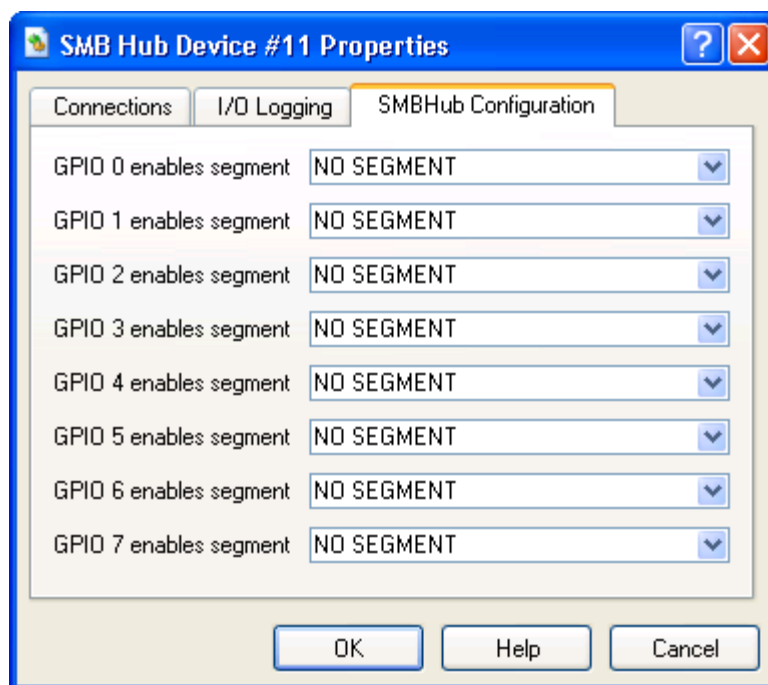 SMB Hub Device #11 Properties
Connections I/O Logging SMBHub Configuration
GPIO 0 enables segment NO SEGMENT
GPIO 1 enables segment NO SEGMENT
GPIO 2 enables segment NO SEGMENT
GPIO 3 enables segment NO SEGMENT
GPIO 4 enables segment NO SEGMENT
GPIO 5 enables segment NO SEGMENT
GPIO 6 enables segment NO SEGMENT
GPIO 7 enables segment NO SEGMENT
OK Help Cancel